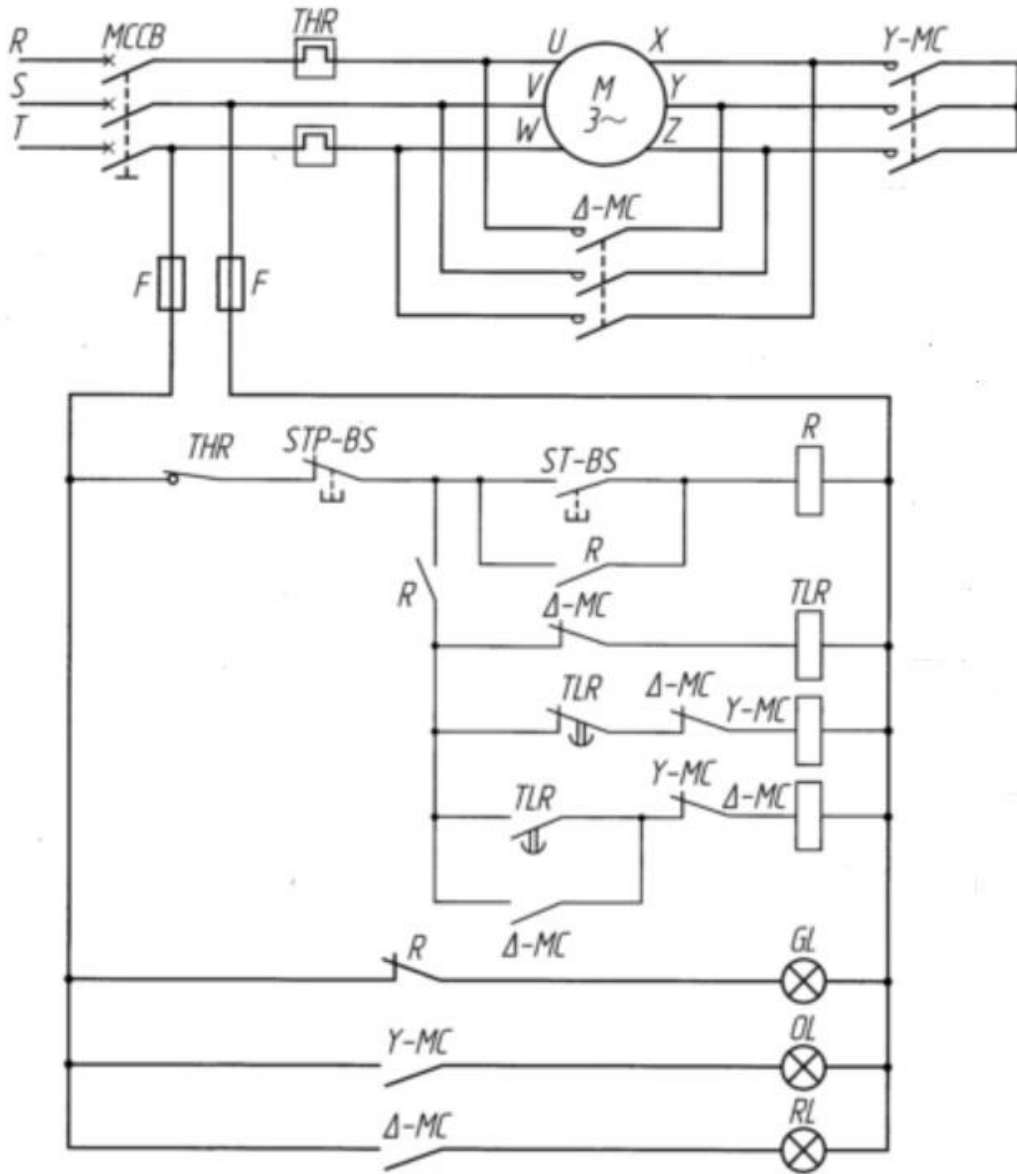 R MCCB THR U X Y-MC
S V M Y
T W 3~ Z
Δ-MC
F F
THR STP-BS ST-BS R
R
R Δ-MC TLR
TLR Δ-MC Y-MC
TLR Y-MC Δ-MC
Δ-MC
R GL
Y-MC OL
Δ-MC RL